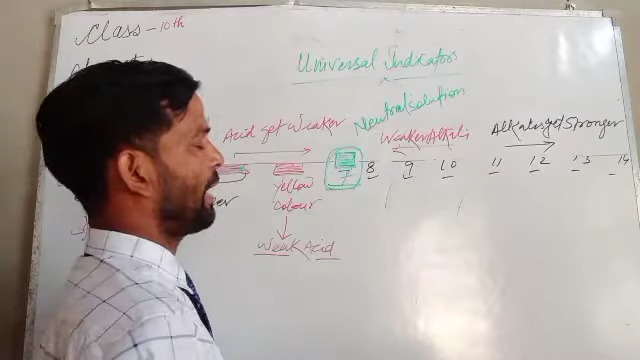 Class - 10th
Universal Indicators
Neutral solution
Acid get Weaker
Weaker Alkali
Alkalis get Stronger
7 8 9 10 11 12 13 14
yellow
colour
Weak Acid